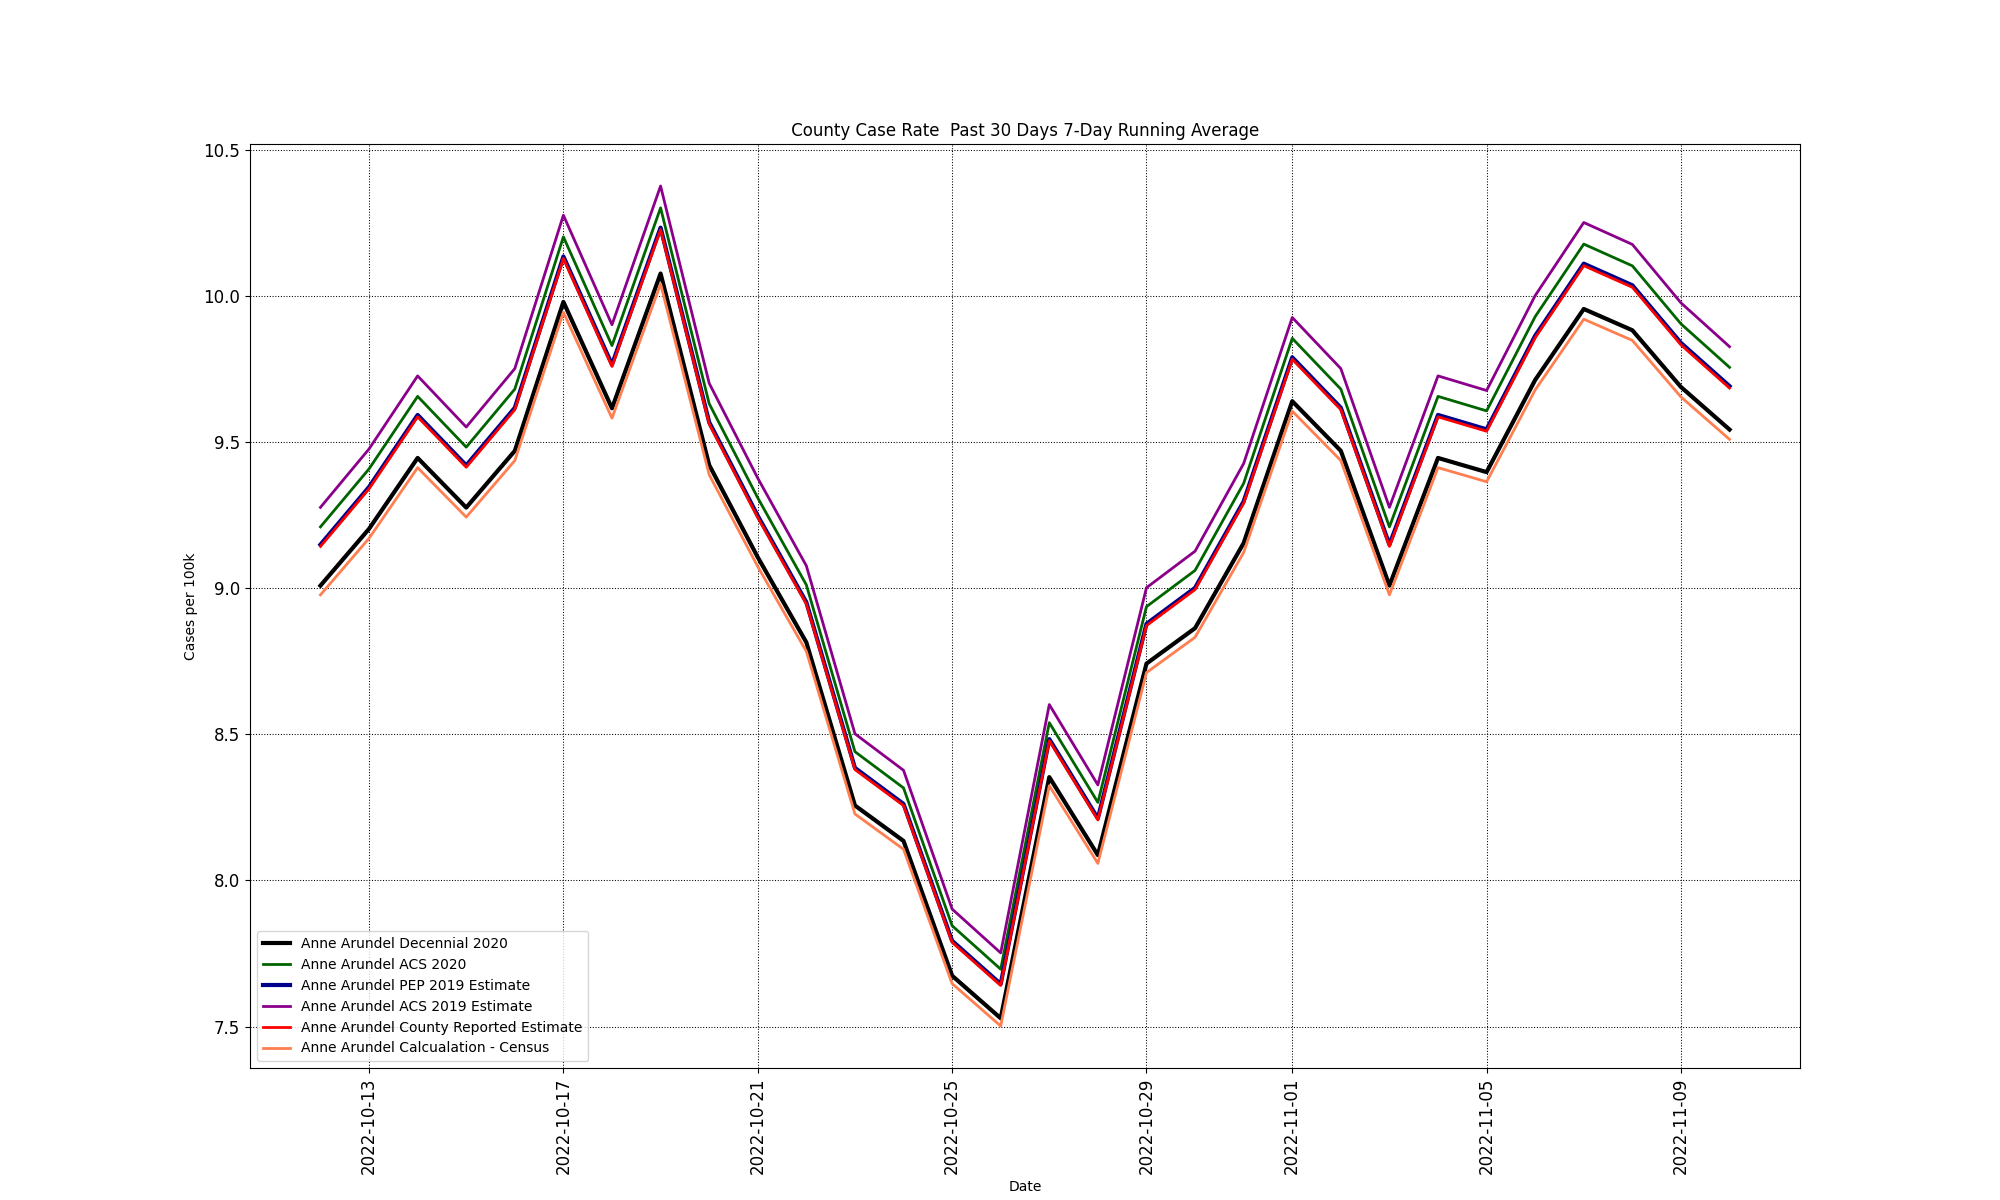 County Case Rate  Past 30 Days 7-Day Running Average
10.5
10.0
9.5
9.0
8.5
8.0
7.5
Cases per 100k
Anne Arundel Decennial 2020
Anne Arundel ACS 2020
Anne Arundel PEP 2019 Estimate
Anne Arundel ACS 2019 Estimate
Anne Arundel County Reported Estimate
Anne Arundel Calcualation - Census
2022-10-13
2022-10-17
2022-10-21
2022-10-25
2022-10-29
2022-11-01
2022-11-05
2022-11-09
Date